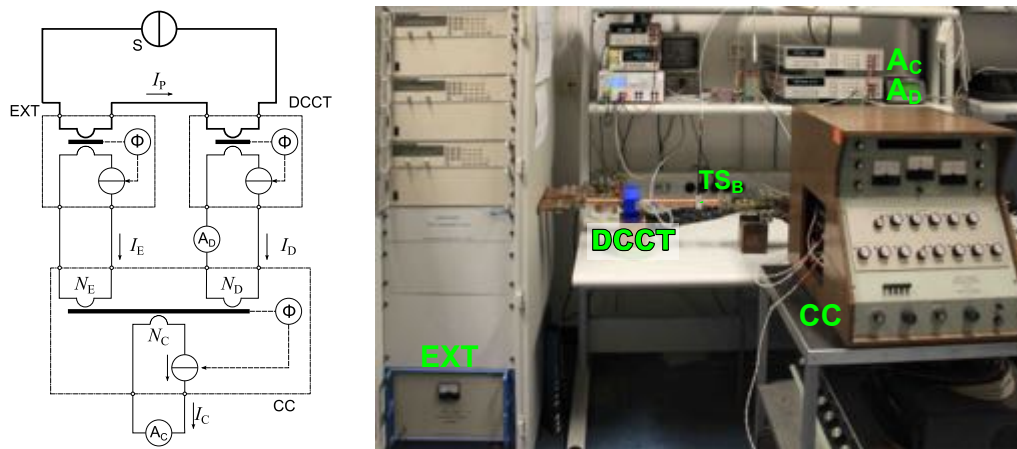 S
I_P
EXT
DCCT
Φ
Φ
A_D
I_E
I_D
N_E
N_D
Φ
N_C
CC
I_C
A_C
A_C
A_D
TS_B
DCCT
CC
EXT